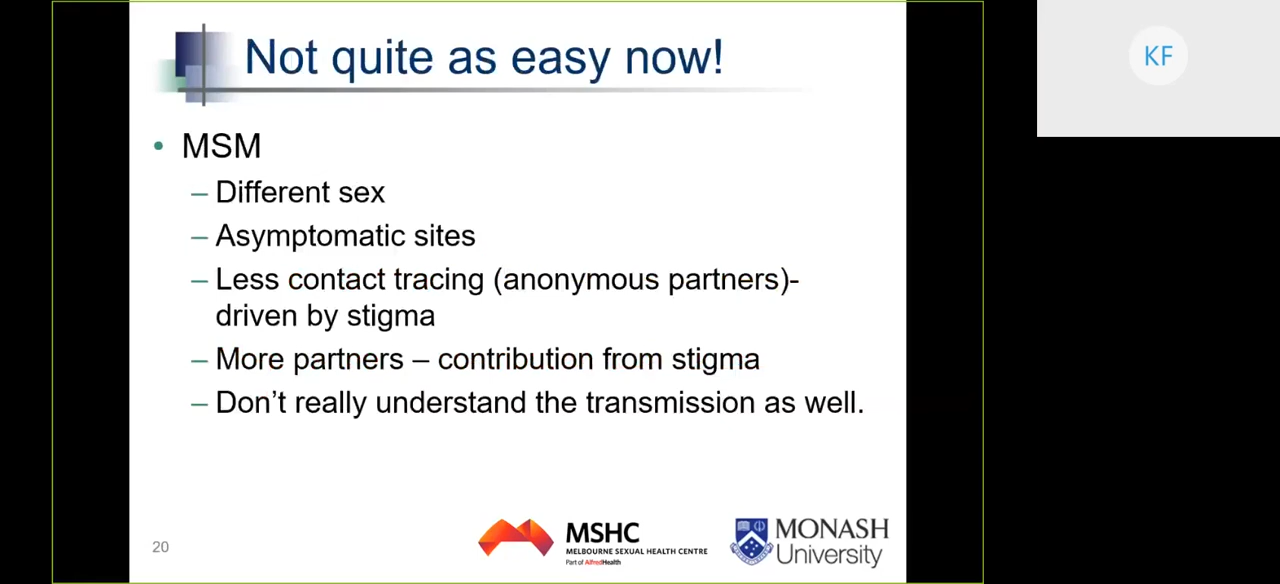 Not quite as easy now!
KF
• MSM
– Different sex
– Asymptomatic sites
– Less contact tracing (anonymous partners)-
driven by stigma
– More partners – contribution from stigma
– Don't really understand the transmission as well.
20
MSHC
MELBOURNE SEXUAL HEALTH CENTRE
Part of AlfredHealth
MONASH
University